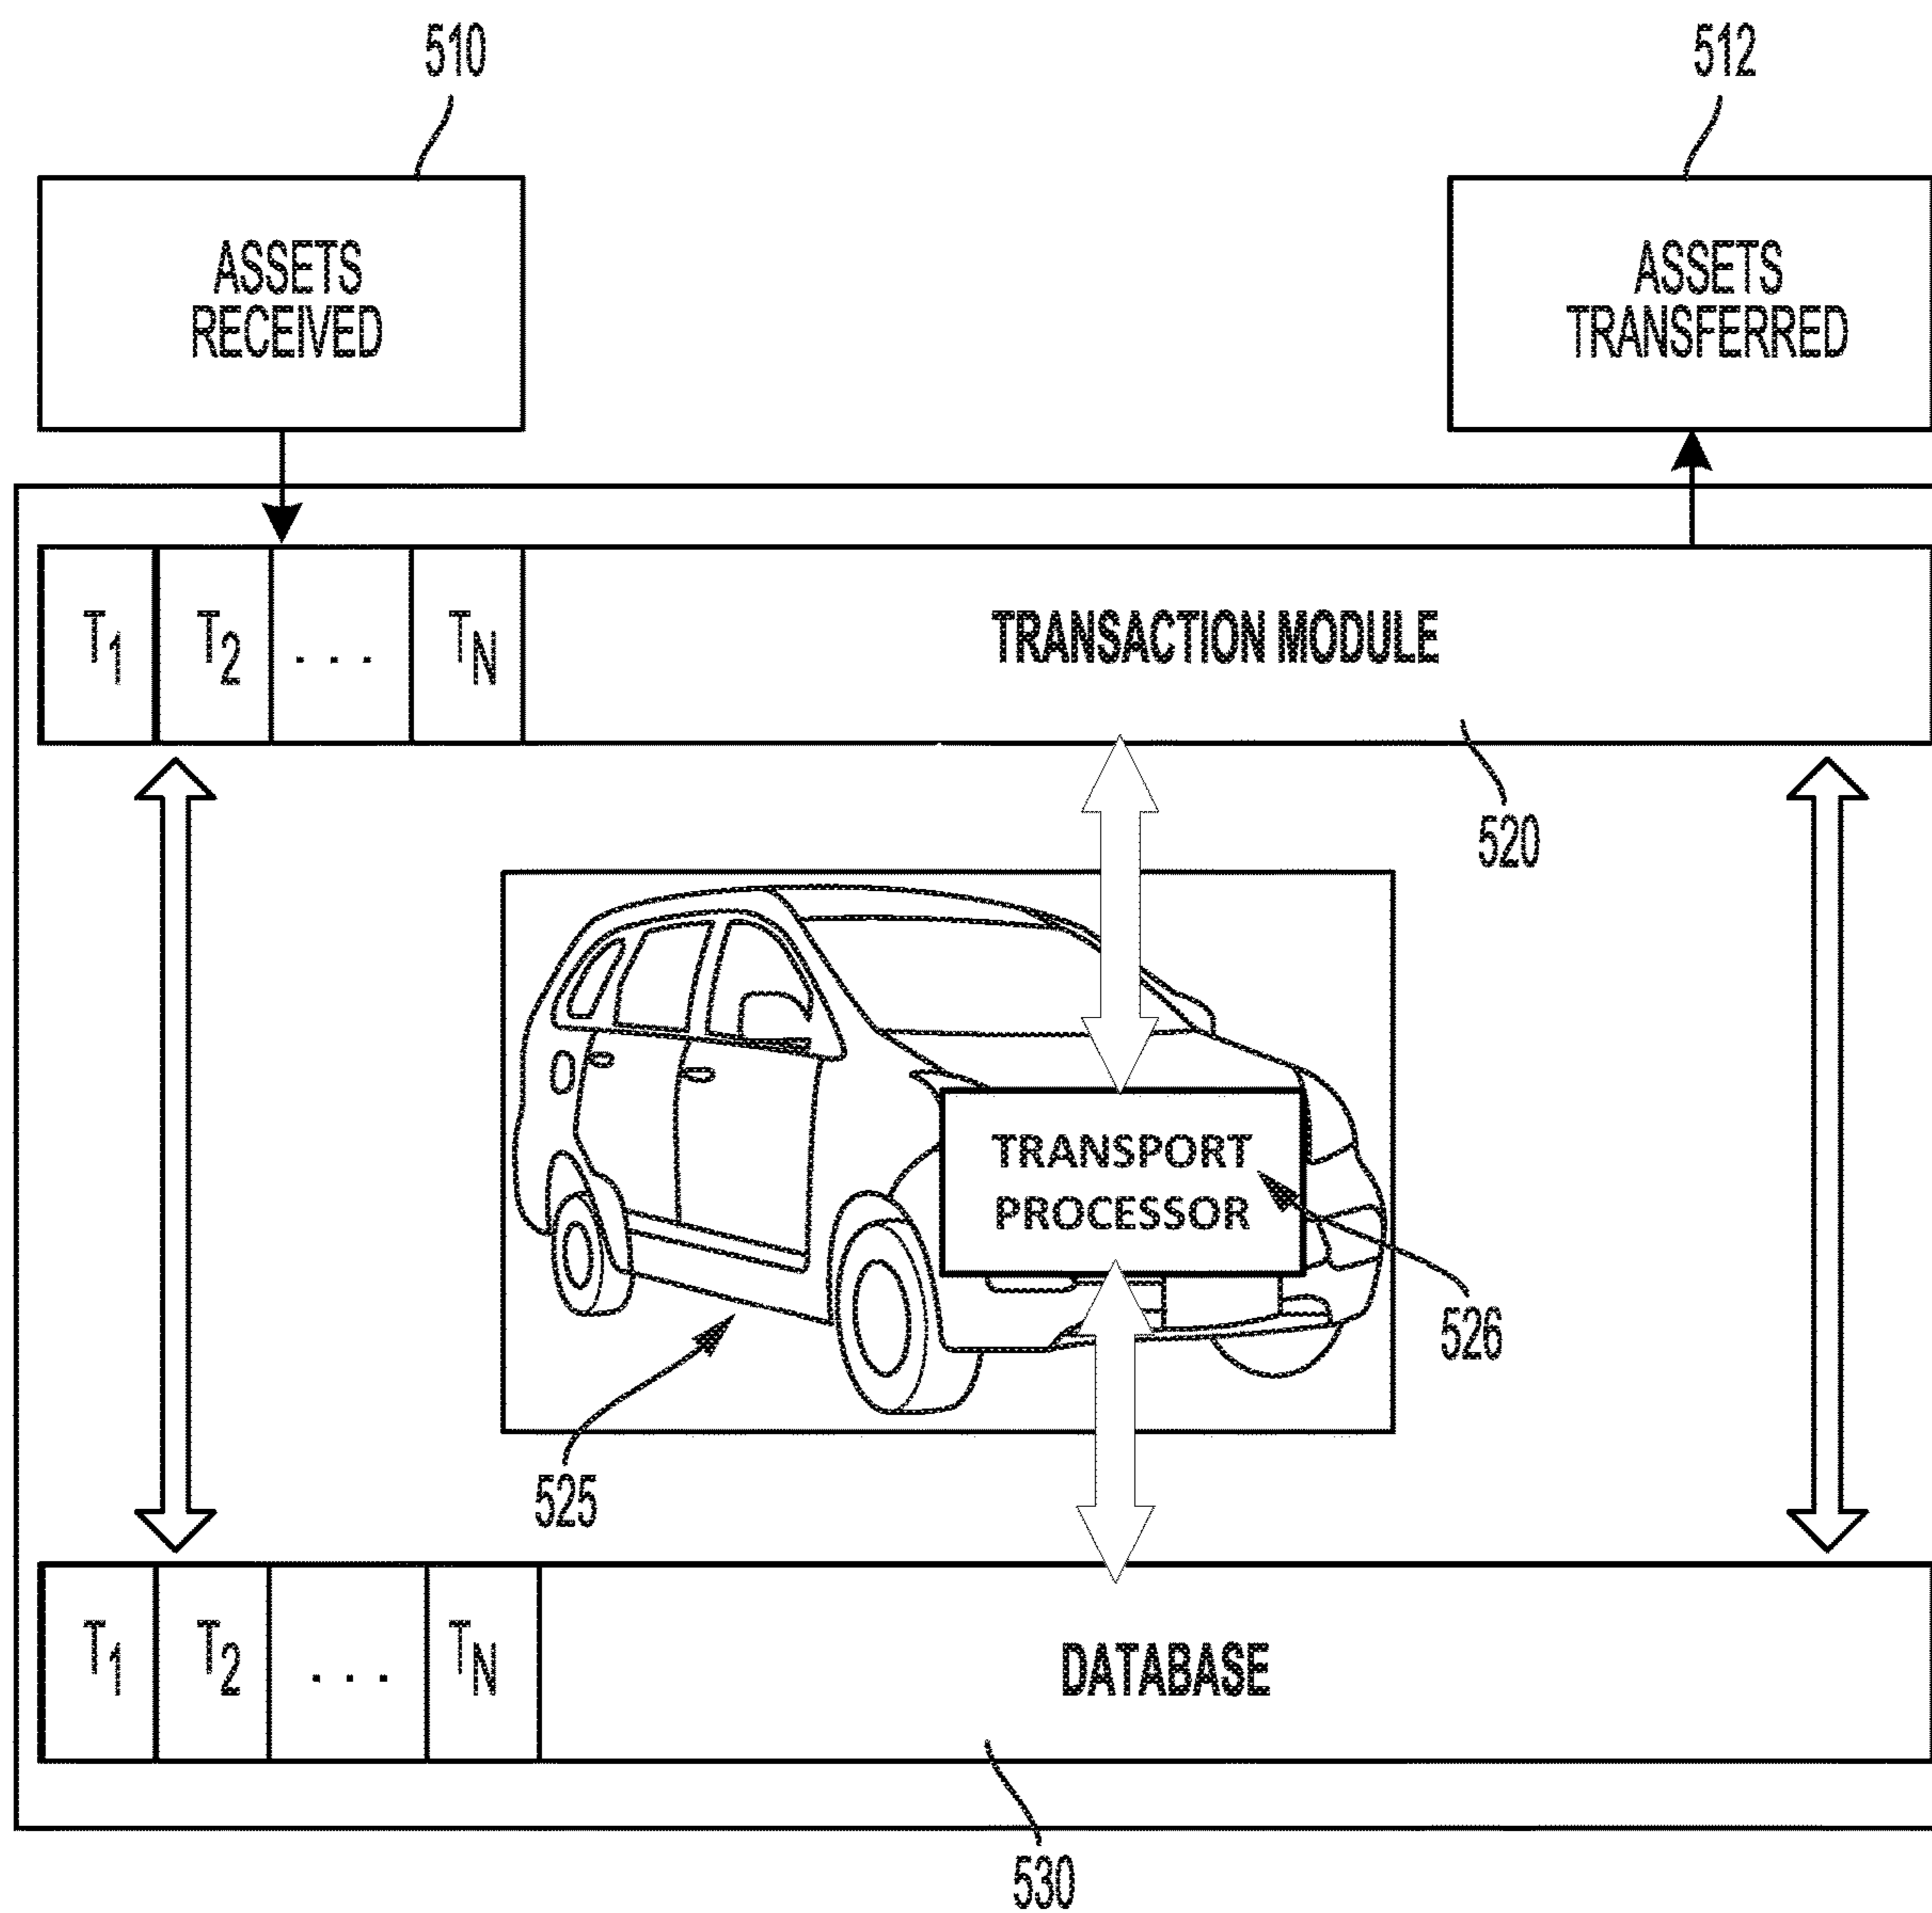 510
512
ASSETS
RECEIVED
ASSETS
TRANSFERRED
T1 T2 ... TN TRANSACTION MODULE
520
TRANSPORT
PROCESSOR
526
525
T1 T2 ... TN DATABASE
530